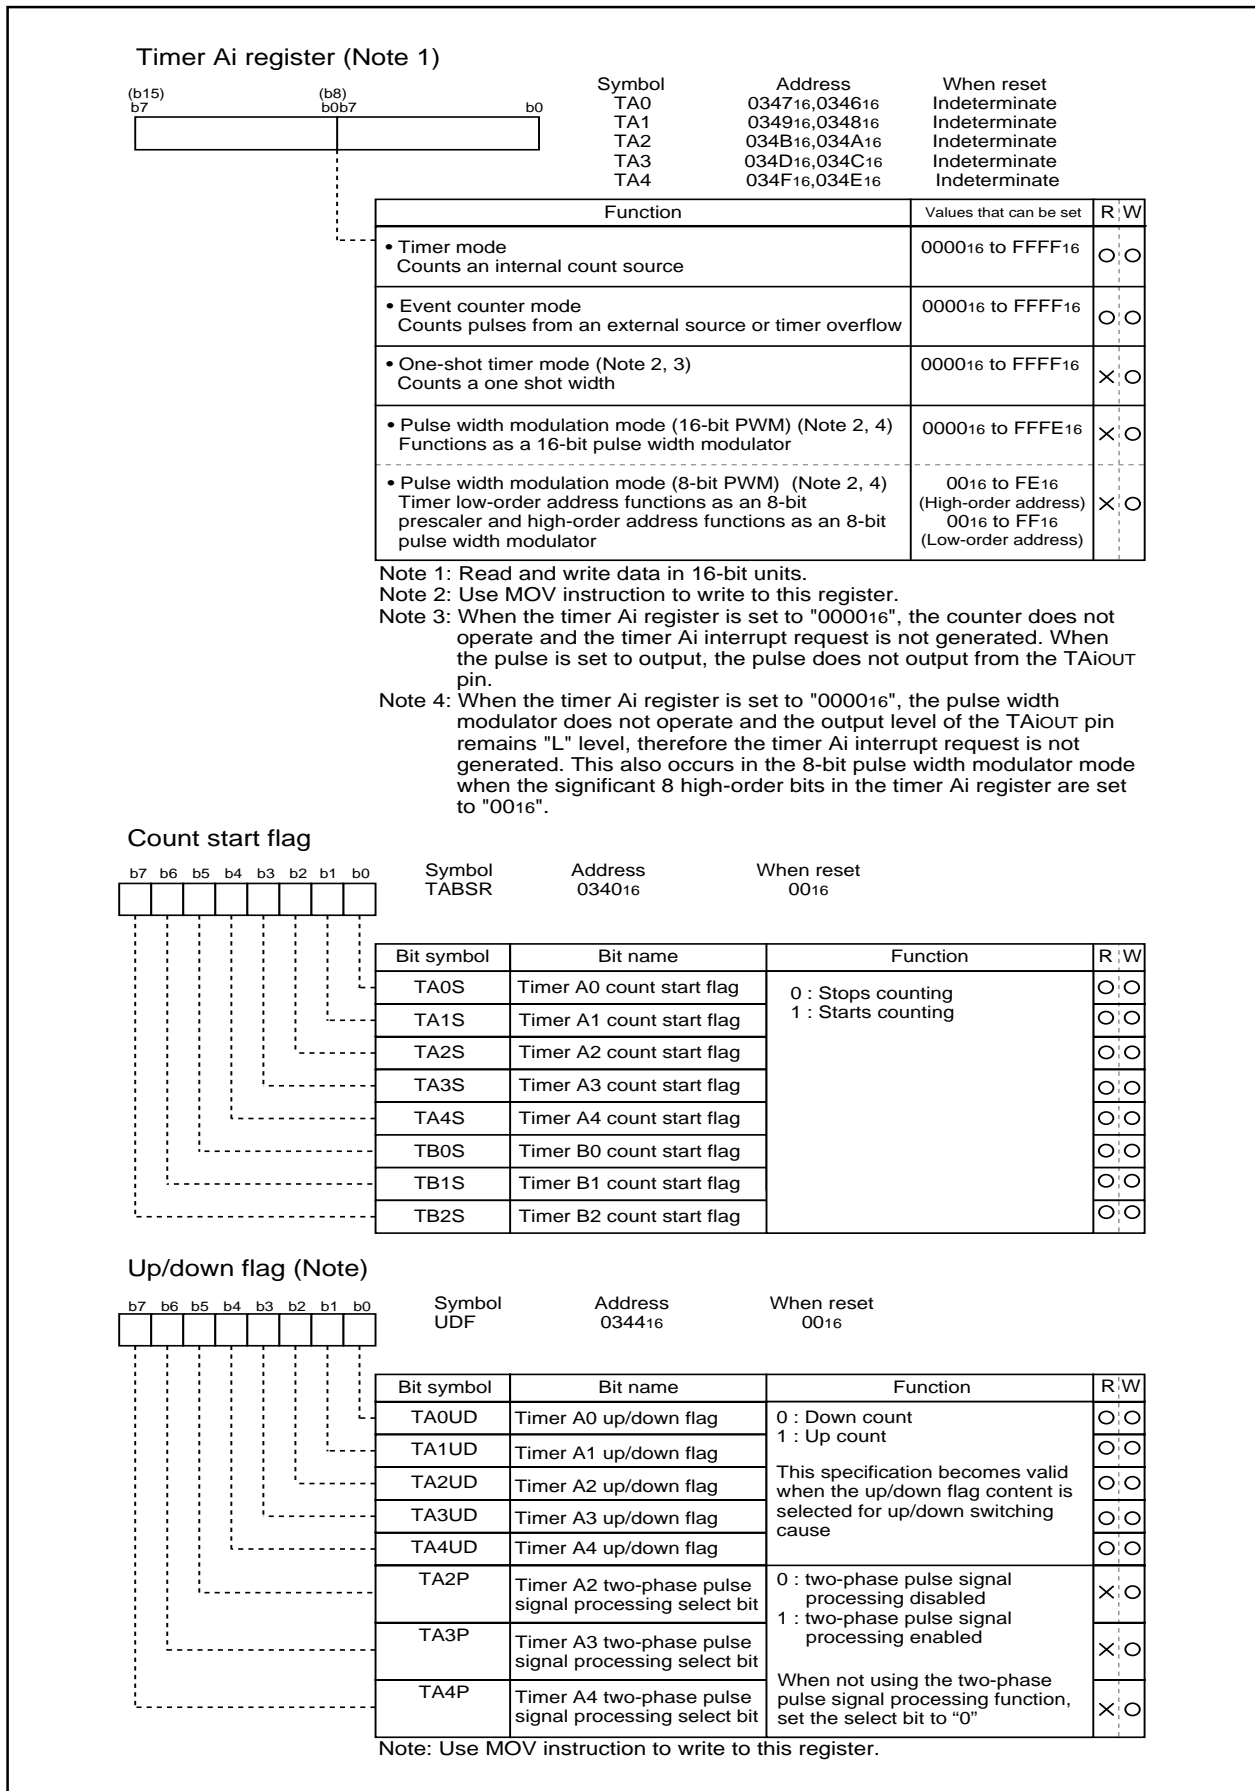 Timer Ai register (Note 1)
(b15) (b8)
b7 b0b7 b0
Symbol Address When reset
TA0 034716,034616 Indeterminate
TA1 034916,034816 Indeterminate
TA2 034B16,034A16 Indeterminate
TA3 034D16,034C16 Indeterminate
TA4 034F16,034E16 Indeterminate
Function Values that can be set R W
• Timer mode 000016 to FFFF16
Counts an internal count source
• Event counter mode 000016 to FFFF16
Counts pulses from an external source or timer overflow
• One-shot timer mode (Note 2, 3) 000016 to FFFF16
Counts a one shot width
• Pulse width modulation mode (16-bit PWM) (Note 2, 4) 000016 to FFFE16
Functions as a 16-bit pulse width modulator
• Pulse width modulation mode (8-bit PWM) (Note 2, 4) 0016 to FE16
Timer low-order address functions as an 8-bit (High-order address)
prescaler and high-order address functions as an 8-bit 0016 to FF16
pulse width modulator (Low-order address)
Note 1: Read and write data in 16-bit units.
Note 2: Use MOV instruction to write to this register.
Note 3: When the timer Ai register is set to "000016", the counter does not
operate and the timer Ai interrupt request is not generated. When
the pulse is set to output, the pulse does not output from the TAiOUT
pin.
Note 4: When the timer Ai register is set to "000016", the pulse width
modulator does not operate and the output level of the TAiOUT pin
remains "L" level, therefore the timer Ai interrupt request is not
generated. This also occurs in the 8-bit pulse width modulator mode
when the significant 8 high-order bits in the timer Ai register are set
to "0016".
Count start flag
b7 b6 b5 b4 b3 b2 b1 b0
Symbol Address When reset
TABSR 034016 0016
Bit symbol Bit name Function R W
TA0S Timer A0 count start flag 0 : Stops counting
TA1S Timer A1 count start flag 1 : Starts counting
TA2S Timer A2 count start flag
TA3S Timer A3 count start flag
TA4S Timer A4 count start flag
TB0S Timer B0 count start flag
TB1S Timer B1 count start flag
TB2S Timer B2 count start flag
Up/down flag (Note)
b7 b6 b5 b4 b3 b2 b1 b0
Symbol Address When reset
UDF 034416 0016
Bit symbol Bit name Function R W
TA0UD Timer A0 up/down flag 0 : Down count
1 : Up count
TA1UD Timer A1 up/down flag
This specification becomes valid
TA2UD Timer A2 up/down flag when the up/down flag content is
TA3UD Timer A3 up/down flag selected for up/down switching
cause
TA4UD Timer A4 up/down flag
TA2P Timer A2 two-phase pulse 0 : two-phase pulse signal
signal processing select bit processing disabled
1 : two-phase pulse signal
TA3P Timer A3 two-phase pulse processing enabled
signal processing select bit
When not using the two-phase
TA4P Timer A4 two-phase pulse pulse signal processing function,
signal processing select bit set the select bit to “0”
Note: Use MOV instruction to write to this register.